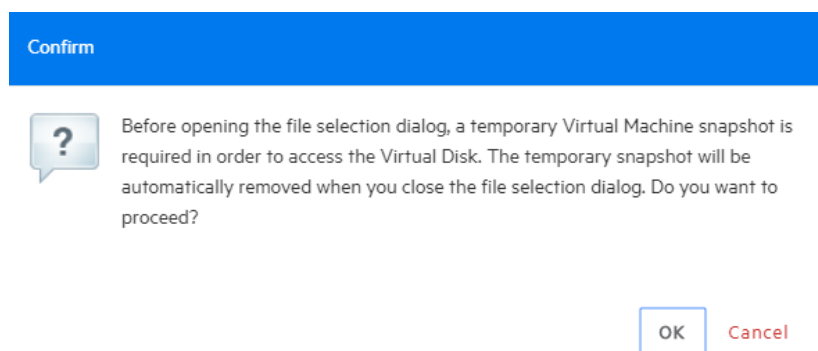 Confirm
?
Before opening the file selection dialog, a temporary Virtual Machine snapshot is
required in order to access the Virtual Disk. The temporary snapshot will be
automatically removed when you close the file selection dialog. Do you want to
proceed?
OK Cancel